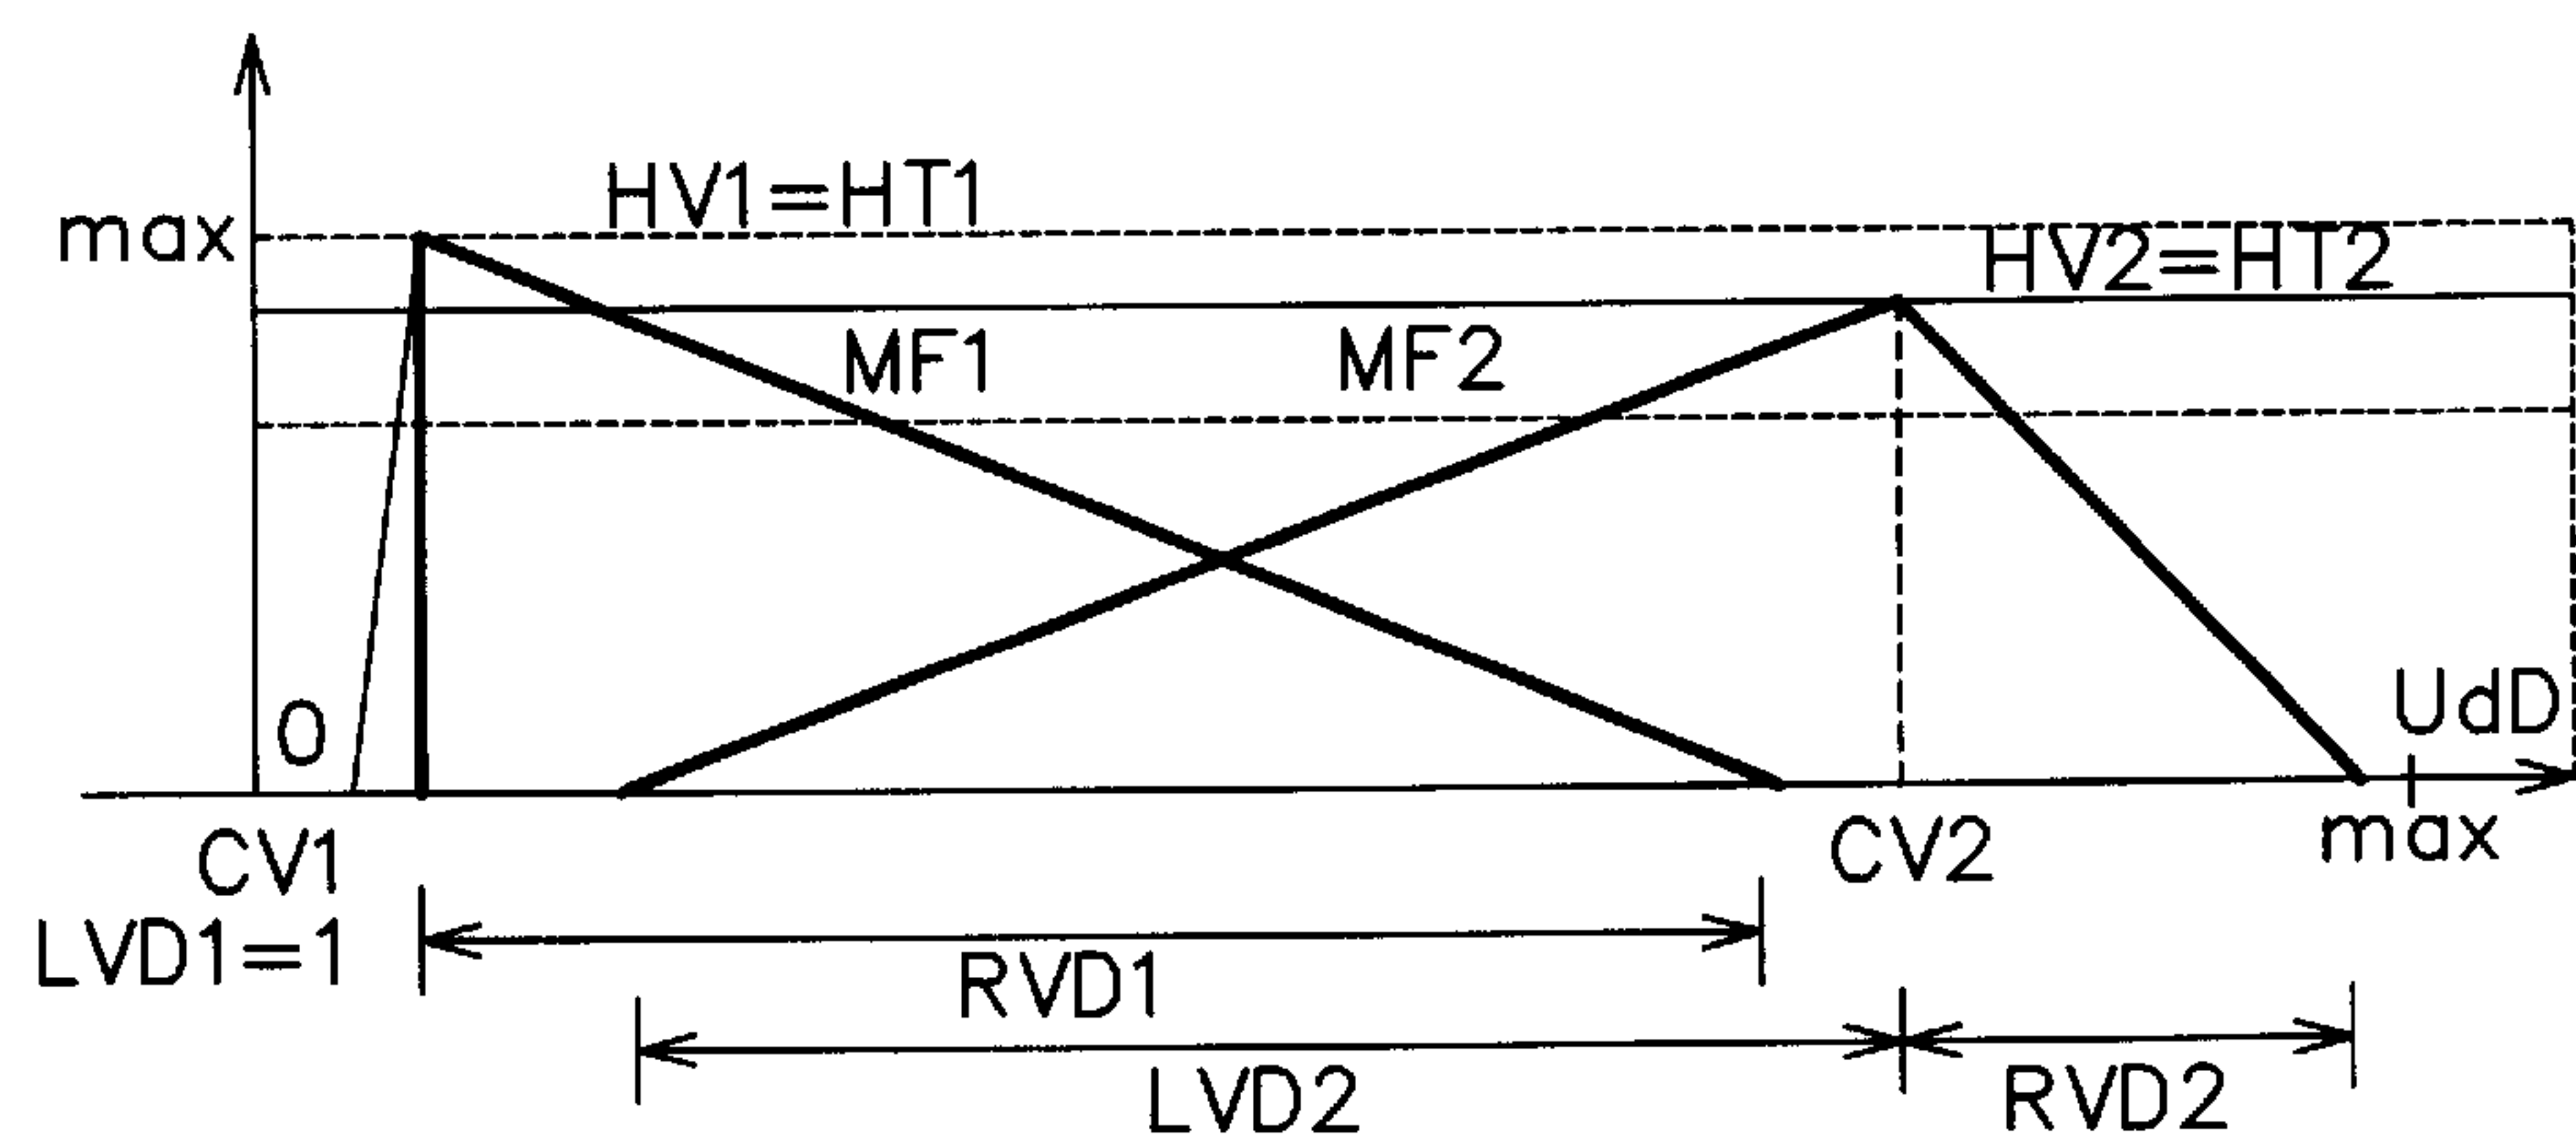 HV1=HT1
max
HV2=HT2
MF1
MF2
0
UdD
CV1
CV2
max
LVD1=1
RVD1
LVD2
RVD2